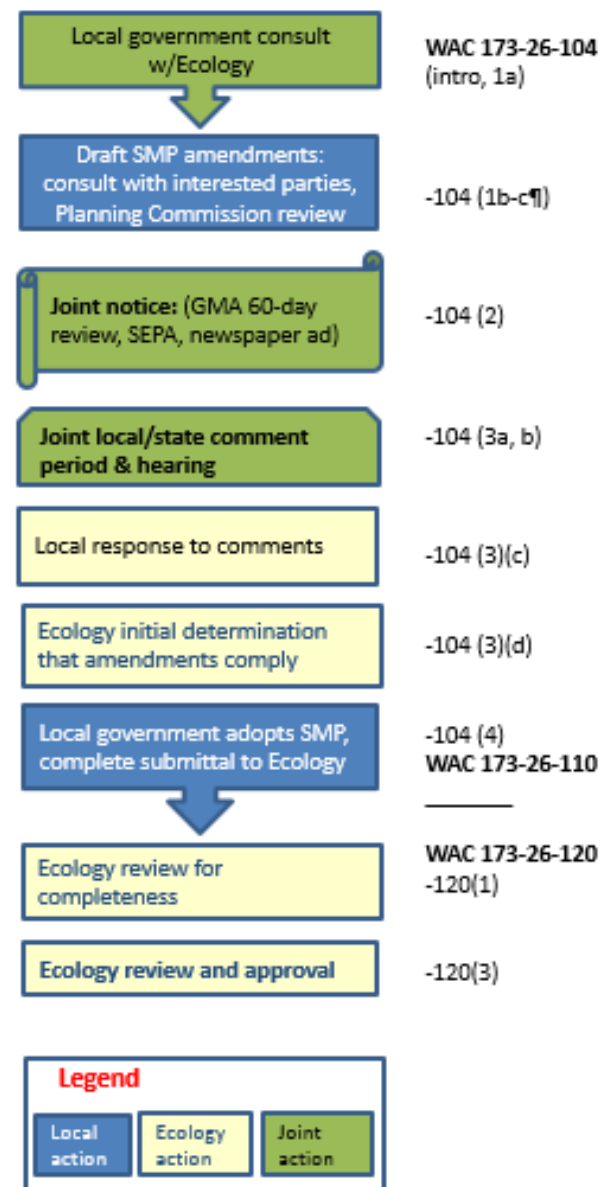 Local government consult
w/Ecology
WAC 173-26-104
(intro, 1a)
Draft SMP amendments:
consult with interested parties,
Planning Commission review
-104 (1b-c¶)
Joint notice: (GMA 60-day
review, SEPA, newspaper ad)
-104 (2)
Joint local/state comment
period & hearing
-104 (3a, b)
Local response to comments
-104 (3)(c)
Ecology initial determination
that amendments comply
-104 (3)(d)
Local government adopts SMP,
complete submittal to Ecology
-104 (4)
WAC 173-26-110
Ecology review for
completeness
WAC 173-26-120
-120(1)
Ecology review and approval
-120(3)
Legend
Local
action
Ecology
action
Joint
action